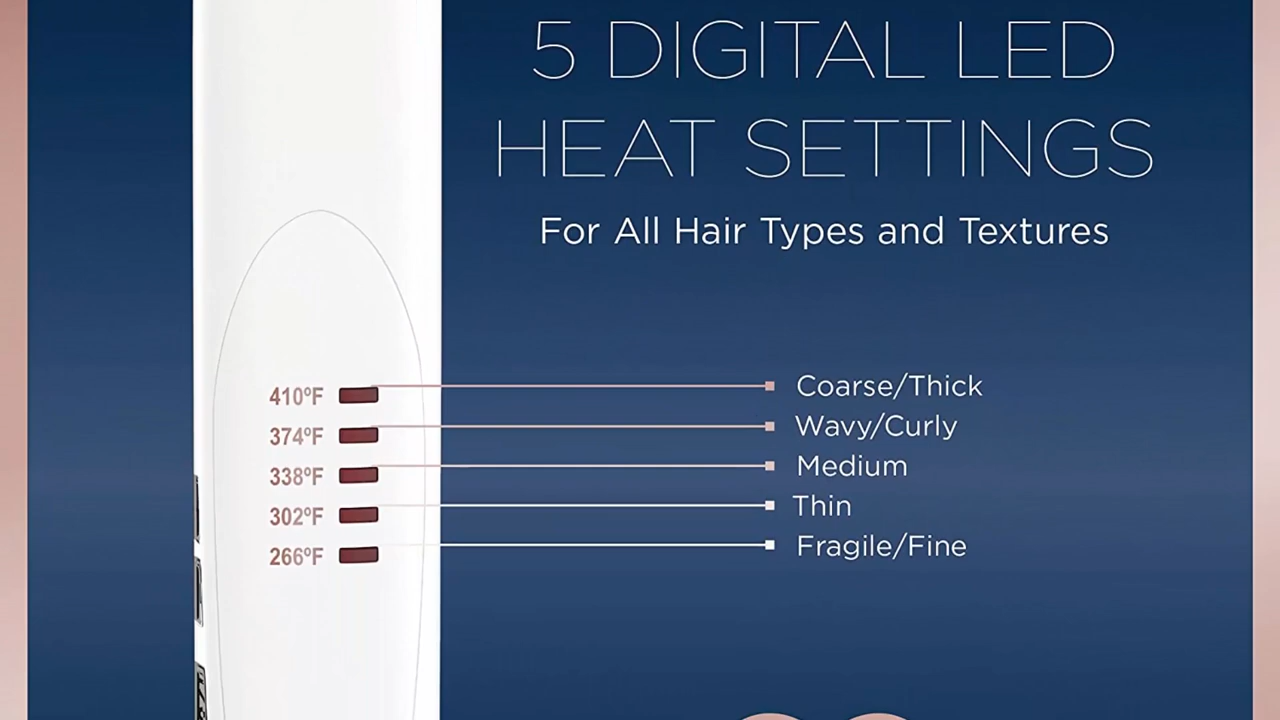 5 DIGITAL LED
HEAT SETTINGS
For All Hair Types and Textures
410ºF Coarse/Thick
374ºF Wavy/Curly
338ºF Medium
302ºF Thin
266ºF Fragile/Fine